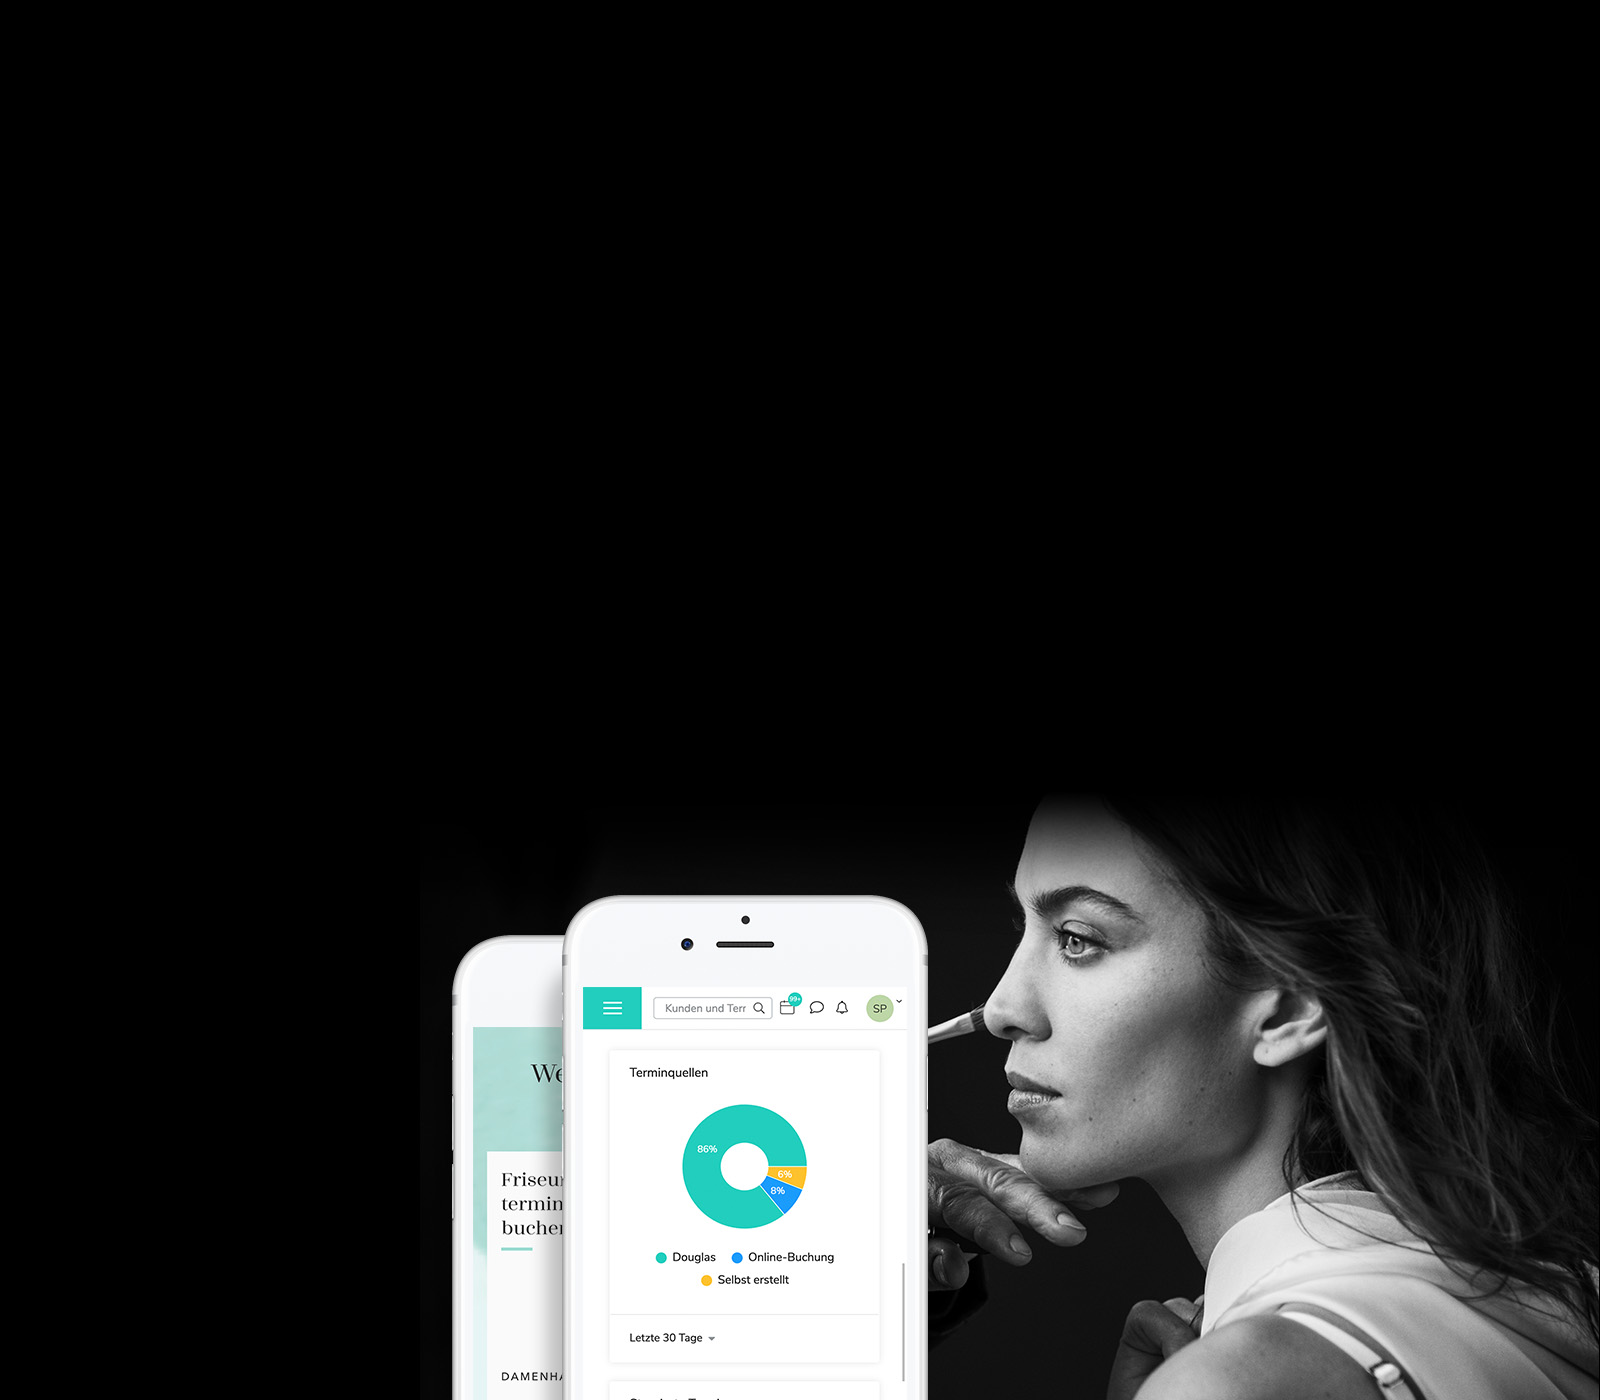 Kunden und Terr
99+
SP
Terminquellen
86%
6%
8%
Douglas
Online-Buchung
Selbst erstellt
Letzte 30 Tage
We
Friseur
termin
buchen
DAMENHA